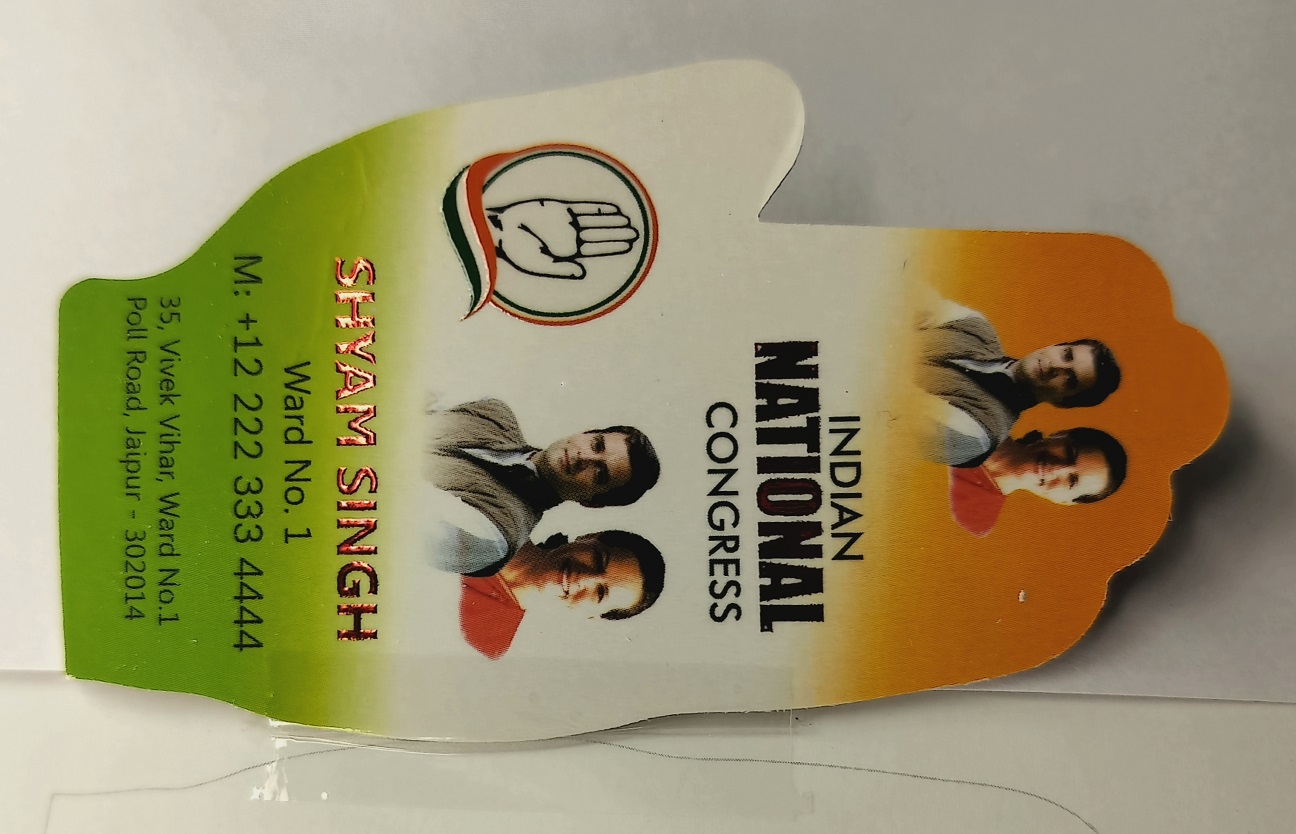 INDIAN
NATIONAL
CONGRESS
SHYAM SINGH
Ward No. 1
M: +12 222 333 4444
35, Vivek Vihar, Ward No.1
Poll Road, Jaipur - 302014